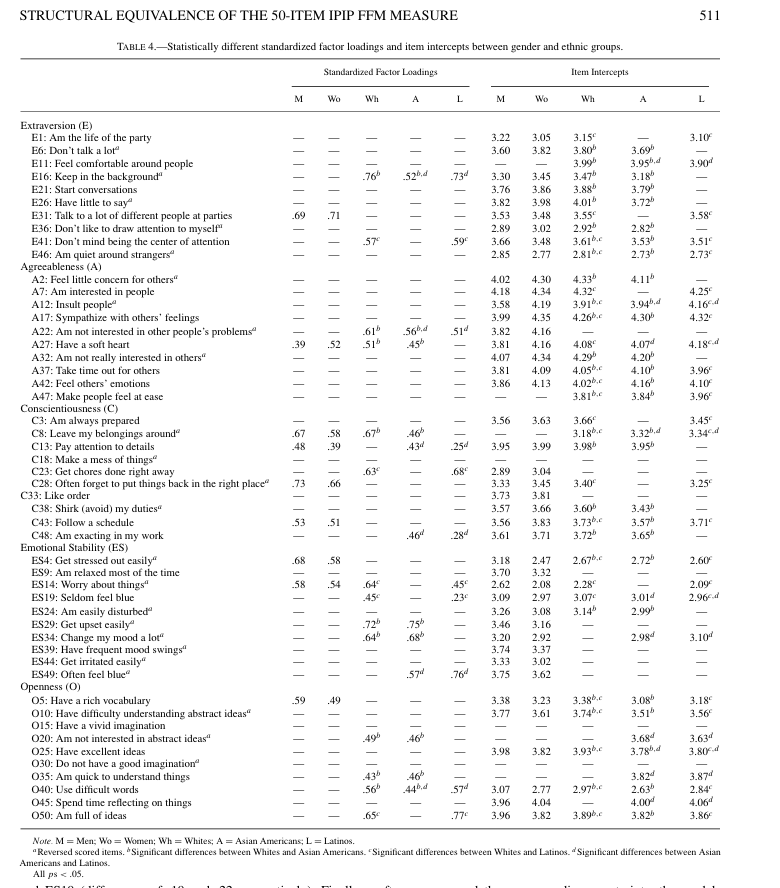 STRUCTURAL EQUIVALENCE OF THE 50-ITEM IPIP FFM MEASURE 511
TABLE 4.—Statistically different standardized factor loadings and item intercepts between gender and ethnic groups.
Standardized Factor Loadings Item Intercepts
M Wo Wh A L M Wo Wh A L
Extraversion (E)
E1: Am the life of the party — — — — — 3.22 3.05 3.15c — 3.10c
E6: Don't talk a lota — — — — — 3.60 3.82 3.80b 3.69b —
E11: Feel comfortable around people — — — — — — — 3.99b 3.95b,d 3.90d
E16: Keep in the backgrounda — — .76b .52b,d .73d 3.30 3.45 3.47b 3.18b —
E21: Start conversations — — — — — 3.76 3.86 3.88b 3.79b —
E26: Have little to saya — — — — — 3.82 3.98 4.01b 3.72b —
E31: Talk to a lot of different people at parties .69 .71 — — — 3.53 3.48 3.55c — 3.58c
E36: Don't like to draw attention to myselfa — — — — — 2.89 3.02 2.92b 2.82b —
E41: Don't mind being the center of attention — — .57c — .59c 3.66 3.48 3.61b,c 3.53b 3.51c
E46: Am quiet around strangersa — — — — — 2.85 2.77 2.81b,c 2.73b 2.73c
Agreeableness (A)
A2: Feel little concern for othersa — — — — — 4.02 4.30 4.33b 4.11b —
A7: Am interested in people — — — — — 4.18 4.34 4.32c — 4.25c
A12: Insult peoplea — — — — — 3.58 4.19 3.91b,c 3.94b,d 4.16c,d
A17: Sympathize with others' feelings — — — — — 3.99 4.35 4.26b,c 4.30b 4.32c
A22: Am not interested in other people's problemsa — — .61b .56b,d .51d 3.82 4.16 — — —
A27: Have a soft heart .39 .52 .51b .45b — 3.81 4.16 4.08c 4.07d 4.18c,d
A32: Am not really interested in othersa — — — — — 4.07 4.34 4.29b 4.20b —
A37: Take time out for others — — — — — 3.81 4.09 4.05b,c 4.10b 3.96c
A42: Feel others' emotions — — — — — 3.86 4.13 4.02b,c 4.16b 4.10c
A47: Make people feel at ease — — — — — — — 3.81b,c 3.84b 3.96c
Conscientiousness (C)
C3: Am always prepared — — — — — 3.56 3.63 3.66c — 3.45c
C8: Leave my belongings arounda .67 .58 .67b .46b — — — 3.18b,c 3.32b,d 3.34c,d
C13: Pay attention to details .48 .39 — .43d .25d 3.95 3.99 3.98b 3.95b —
C18: Make a mess of thingsa — — — — — — — — — —
C23: Get chores done right away — — .63c — .68c 2.89 3.04 — — —
C28: Often forget to put things back in the right placea .73 .66 — — — 3.33 3.45 3.40c — 3.25c
C33: Like order — — — — — 3.73 3.81 — — —
C38: Shirk (avoid) my dutiesa — — — — — 3.57 3.66 3.60b 3.43b —
C43: Follow a schedule .53 .51 — — — 3.56 3.83 3.73b,c 3.57b 3.71c
C48: Am exacting in my work — — — .46d .28d 3.61 3.71 3.72b 3.65b —
Emotional Stability (ES)
ES4: Get stressed out easilya .68 .58 — — — 3.18 2.47 2.67b,c 2.72b 2.60c
ES9: Am relaxed most of the time — — — — — 3.70 3.32 — — —
ES14: Worry about thingsa .58 .54 .64c — .45c 2.62 2.08 2.28c — 2.09c
ES19: Seldom feel blue — — .45c — .23c 3.09 2.97 3.07c 3.01d 2.96c,d
ES24: Am easily disturbeda — — — — — 3.26 3.08 3.14b 2.99b —
ES29: Get upset easilya — — .72b .75b — 3.46 3.16 — — —
ES34: Change my mood a lota — — .64b .68b — 3.20 2.92 — 2.98d 3.10d
ES39: Have frequent mood swingsa — — — — — 3.74 3.37 — — —
ES44: Get irritated easilya — — — — — 3.33 3.02 — — —
ES49: Often feel bluea — — — .57d .76d 3.75 3.62 — — —
Openness (O)
O5: Have a rich vocabulary .59 .49 — — — 3.38 3.23 3.38b,c 3.08b 3.18c
O10: Have difficulty understanding abstract ideasa — — — — — 3.77 3.61 3.74b,c 3.51b 3.56c
O15: Have a vivid imagination — — — — — — — — — —
O20: Am not interested in abstract ideasa — — .49b .46b — — — — 3.68d 3.63d
O25: Have excellent ideas — — — — — 3.98 3.82 3.93b,c 3.78b,d 3.80c,d
O30: Do not have a good imaginationa — — — — — — — — — —
O35: Am quick to understand things — — .43b .46b — — — — 3.82d 3.87d
O40: Use difficult words — — .56b .44b,d .57d 3.07 2.77 2.97b,c 2.63b 2.84c
O45: Spend time reflecting on things — — — — — 3.96 4.04 — 4.00d 4.06d
O50: Am full of ideas — — .65c — .77c 3.96 3.82 3.89b,c 3.82b 3.86c
Note. M = Men; Wo = Women; Wh = Whites; A = Asian Americans; L = Latinos.
aReversed scored items. bSignificant differences between Whites and Asian Americans. cSignificant differences between Whites and Latinos. dSignificant differences between Asian
Americans and Latinos.
All ps < .05.